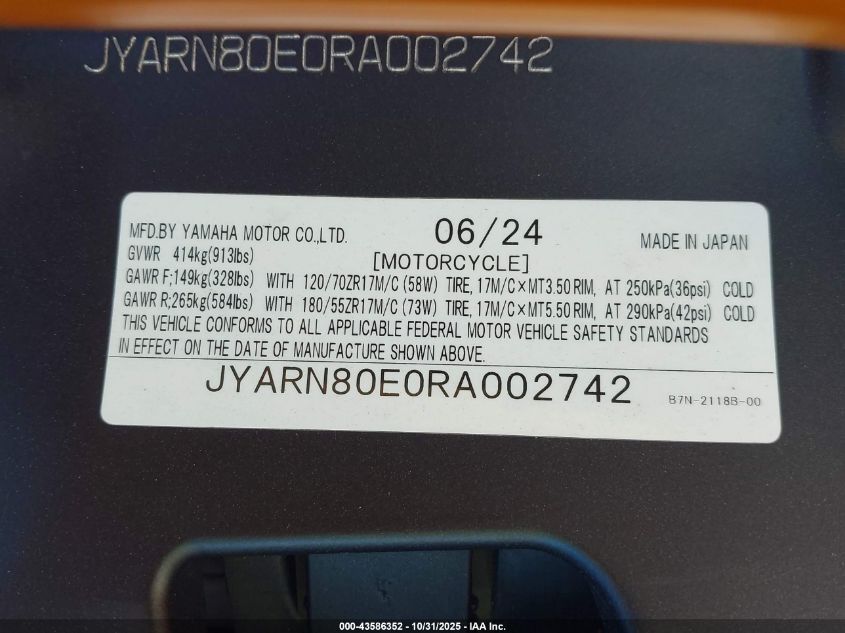 JYARN80E0RA002742
MFD.BY YAMAHA MOTOR CO.,LTD. 06/24 MADE IN JAPAN
GVWR 414kg(913lbs) [MOTORCYCLE]
GAWR F;149kg(328lbs) WITH 120/70ZR17M/C (58W) TIRE, 17M/C×MT3.50 RIM, AT 250kPa(36psi) COLD
GAWR R;265kg(584lbs) WITH 180/55ZR17M/C (73W) TIRE, 17M/C×MT5.50 RIM, AT 290kPa(42psi) COLD
THIS VEHICLE CONFORMS TO ALL APPLICABLE FEDERAL MOTOR VEHICLE SAFETY STANDARDS
IN EFFECT ON THE DATE OF MANUFACTURE SHOWN ABOVE.
JYARN80E0RA002742 B7N-2118B-00
000-43586352 - 10/31/2025 - IAA Inc.